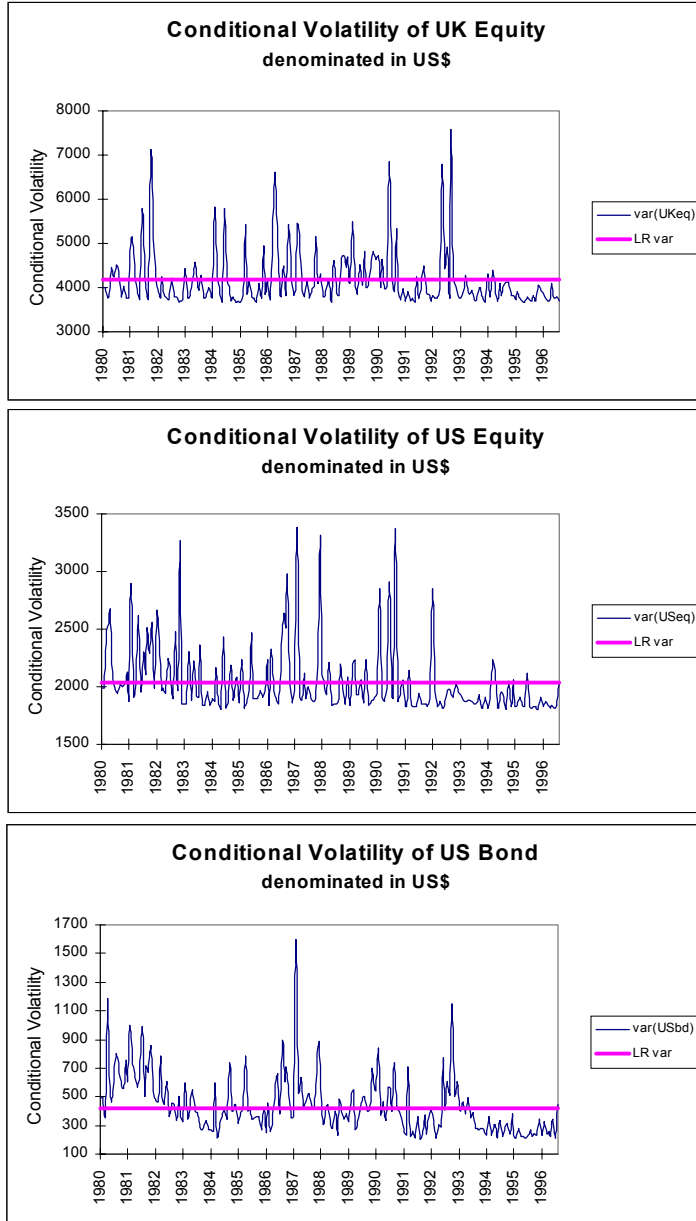 Conditional Volatility of UK Equity
denominated in US$
Conditional Volatility
8000
7000
6000
5000
4000
3000
1980 1981 1982 1983 1984 1985 1986 1987 1988 1989 1990 1991 1992 1993 1994 1995 1996
var(UKeq)
LR var
Conditional Volatility of US Equity
denominated in US$
Conditional Volatility
3500
3000
2500
2000
1500
1980 1981 1982 1983 1984 1985 1986 1987 1988 1989 1990 1991 1992 1993 1994 1995 1996
var(USeq)
LR var
Conditional Volatility of US Bond
denominated in US$
Conditional Volatility
1700
1500
1300
1100
900
700
500
300
100
1980 1981 1982 1983 1984 1985 1986 1987 1988 1989 1990 1991 1992 1993 1994 1995 1996
var(USbd)
LR var